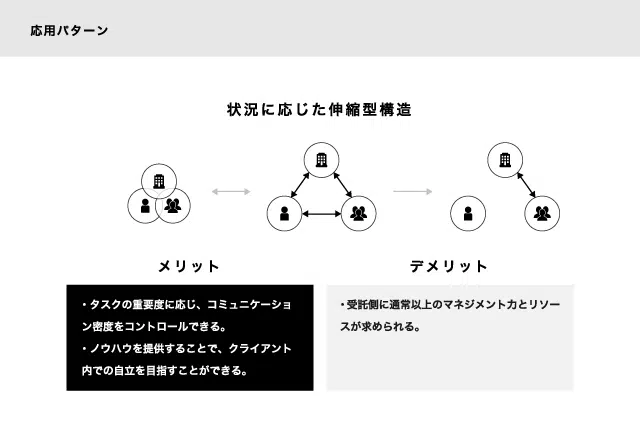 応用パターン
状況に応じた伸縮型構造
メリット
・タスクの重要度に応じ、コミュニケーショ
ン密度をコントロールできる。
・ノウハウを提供することで、クライアント
内での自立を目指すことができる。
デメリット
・受託側に通常以上のマネジメント力とリソー
スが求められる。